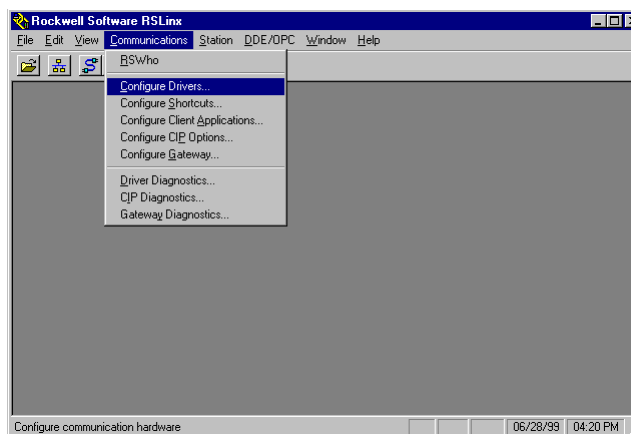 Rockwell Software RSLinx
File Edit View Communications Station DDE/OPC Window Help
RSWho
Configure Drivers...
Configure Shortcuts...
Configure Client Applications...
Configure CIP Options...
Configure Gateway...
Driver Diagnostics...
CIP Diagnostics...
Gateway Diagnostics...
Configure communication hardware 06/28/99 04:20 PM